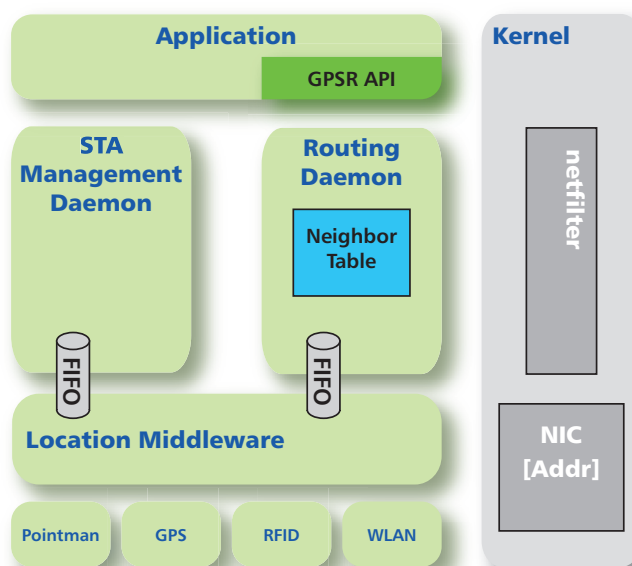 Application
GPSR API
Kernel
STA
Management
Daemon
Routing
Daemon
Neighbor
Table
netfilter
FIFO
FIFO
Location Middleware
NIC
[Addr]
Pointman
GPS
RFID
WLAN